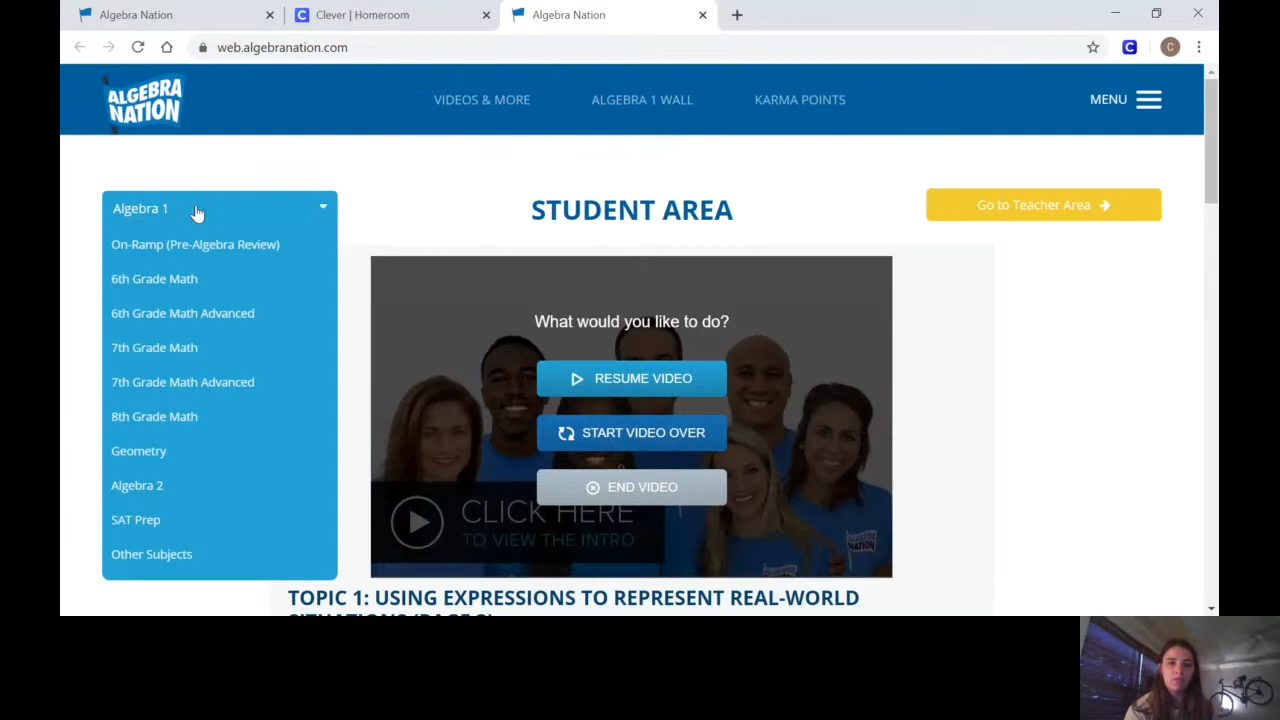 Algebra Nation
Clever | Homeroom
Algebra Nation
web.algebranation.com
C
C
ALGEBRA
NATION
VIDEOS & MORE
ALGEBRA 1 WALL
KARMA POINTS
MENU
Algebra 1
On-Ramp (Pre-Algebra Review)
6th Grade Math
6th Grade Math Advanced
7th Grade Math
7th Grade Math Advanced
8th Grade Math
Geometry
Algebra 2
SAT Prep
Other Subjects
STUDENT AREA
Go to Teacher Area
What would you like to do?
RESUME VIDEO
START VIDEO OVER
END VIDEO
CLICK HERE
TO VIEW THE INTRO
ALGEBRA
NATION
TOPIC 1: USING EXPRESSIONS TO REPRESENT REAL-WORLD